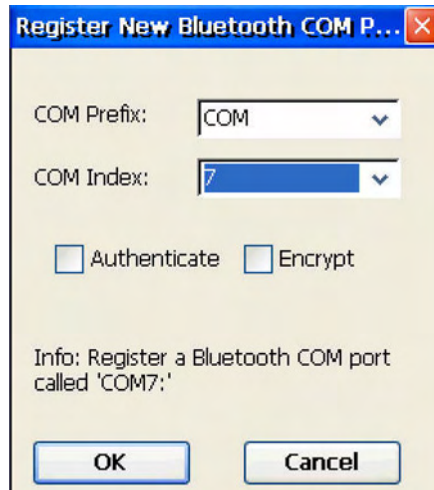 Register New Bluetooth COM P...
COM Prefix: COM
COM Index: 7
Authenticate Encrypt
Info: Register a Bluetooth COM port
called 'COM7:'
OK Cancel